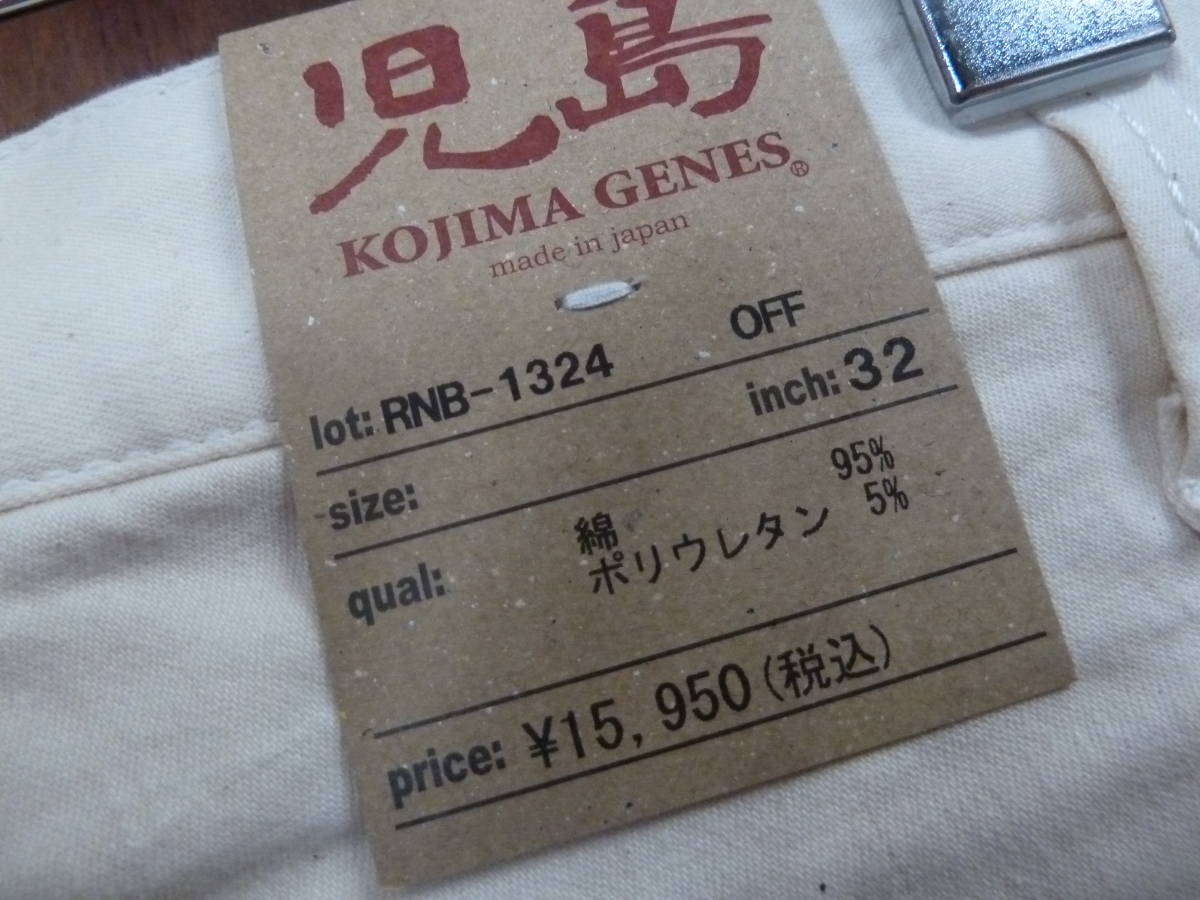 児島
KOJIMA GENES®
made in japan
lot: RNB-1324 OFF
size: inch: 32
qual: 綿 95%
ポリウレタン 5%
price: ¥15,950(税込)